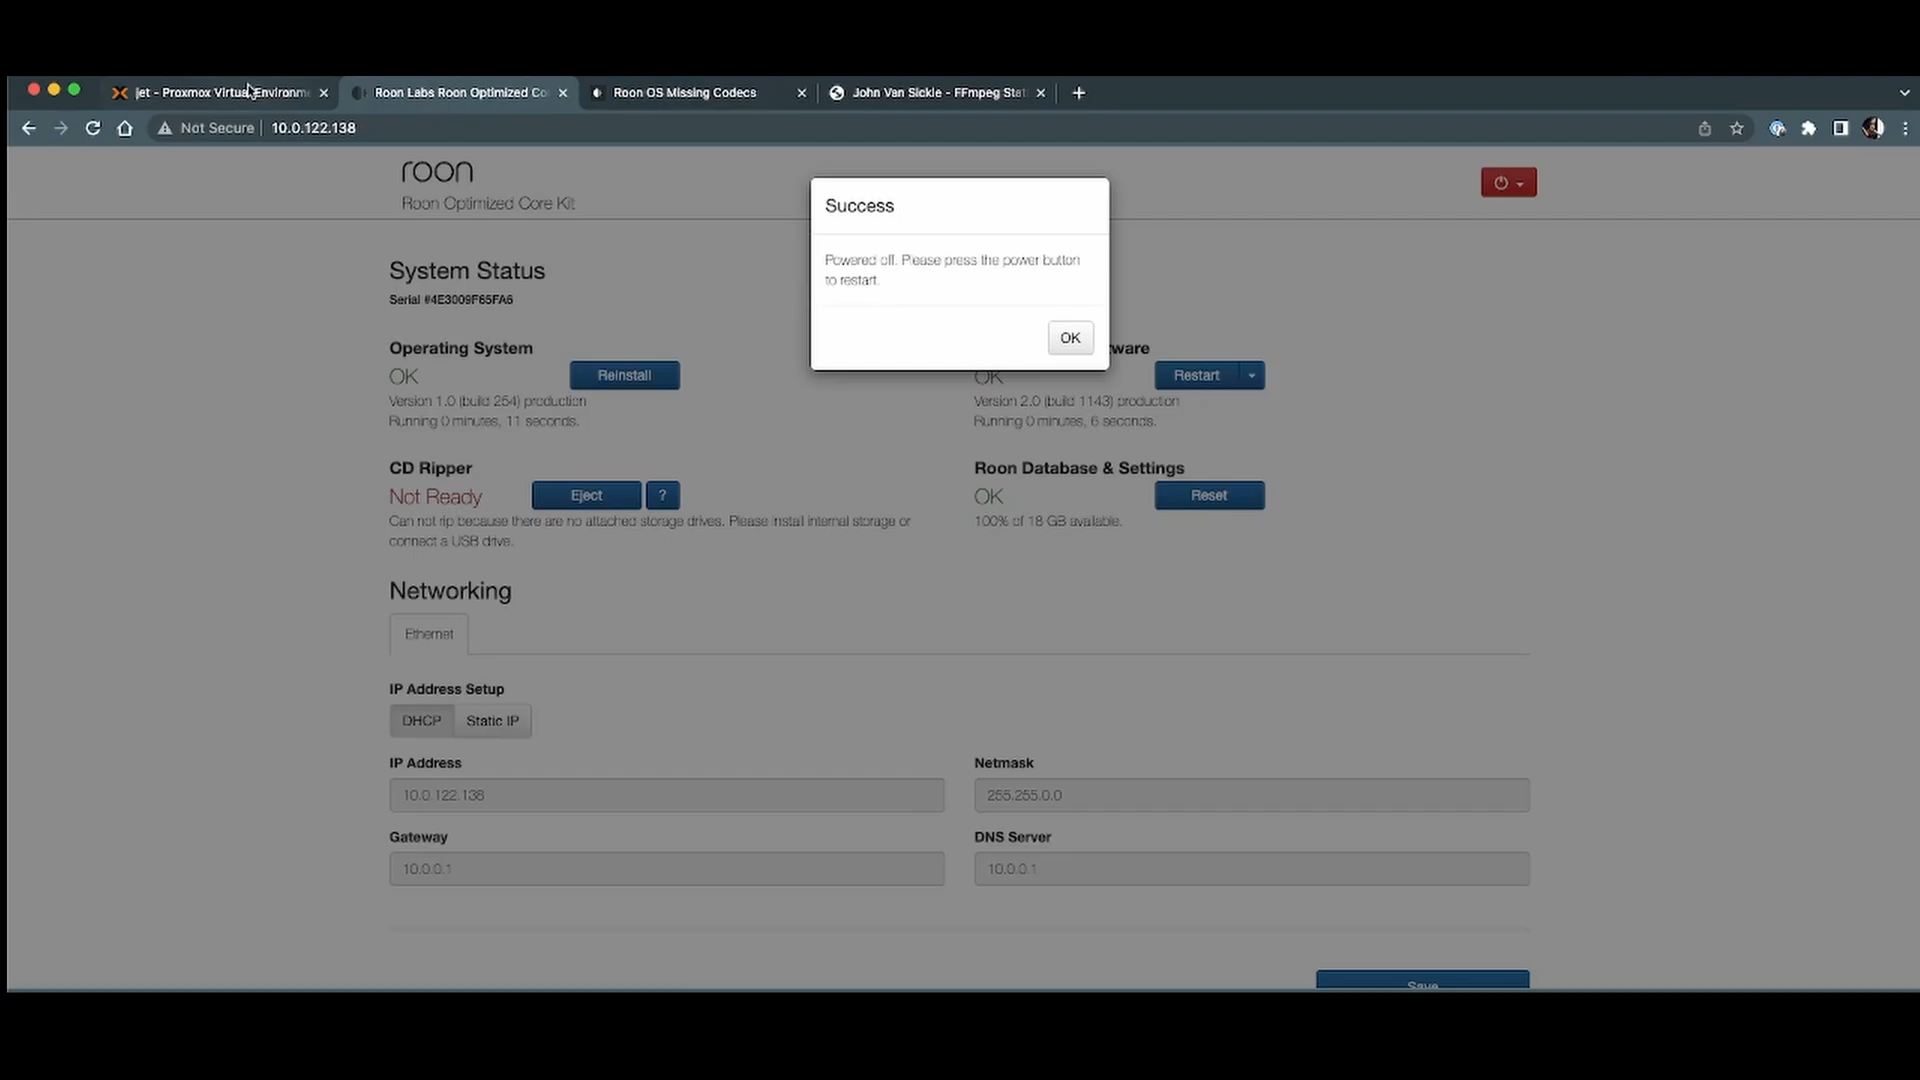 jet - Proxmox Virtual Environme
Roon Labs Roon Optimized Co
Roon OS Missing Codecs
John Van Sickle - FFmpeg Stat
Not Secure
10.0.122.138
roon
Roon Optimized Core Kit
Success
Powered off. Please press the power button
to restart.
OK
System Status
Serial #4E3009F65FA6
Operating System
OK
Reinstall
Version 1.0 (build 254) production
Running 0 minutes, 11 seconds.
ware
OK
Restart
Version 2.0 (build 1143) production
Running 0 minutes, 6 seconds.
CD Ripper
Not Ready
Eject
?
Can not rip because there are no attached storage drives. Please install internal storage or
connect a USB drive.
Roon Database & Settings
OK
Reset
100% of 18 GB available.
Networking
Ethernet
IP Address Setup
DHCP
Static IP
IP Address
10.0.122.138
Netmask
255.255.0.0
Gateway
10.0.0.1
DNS Server
10.0.0.1
Save